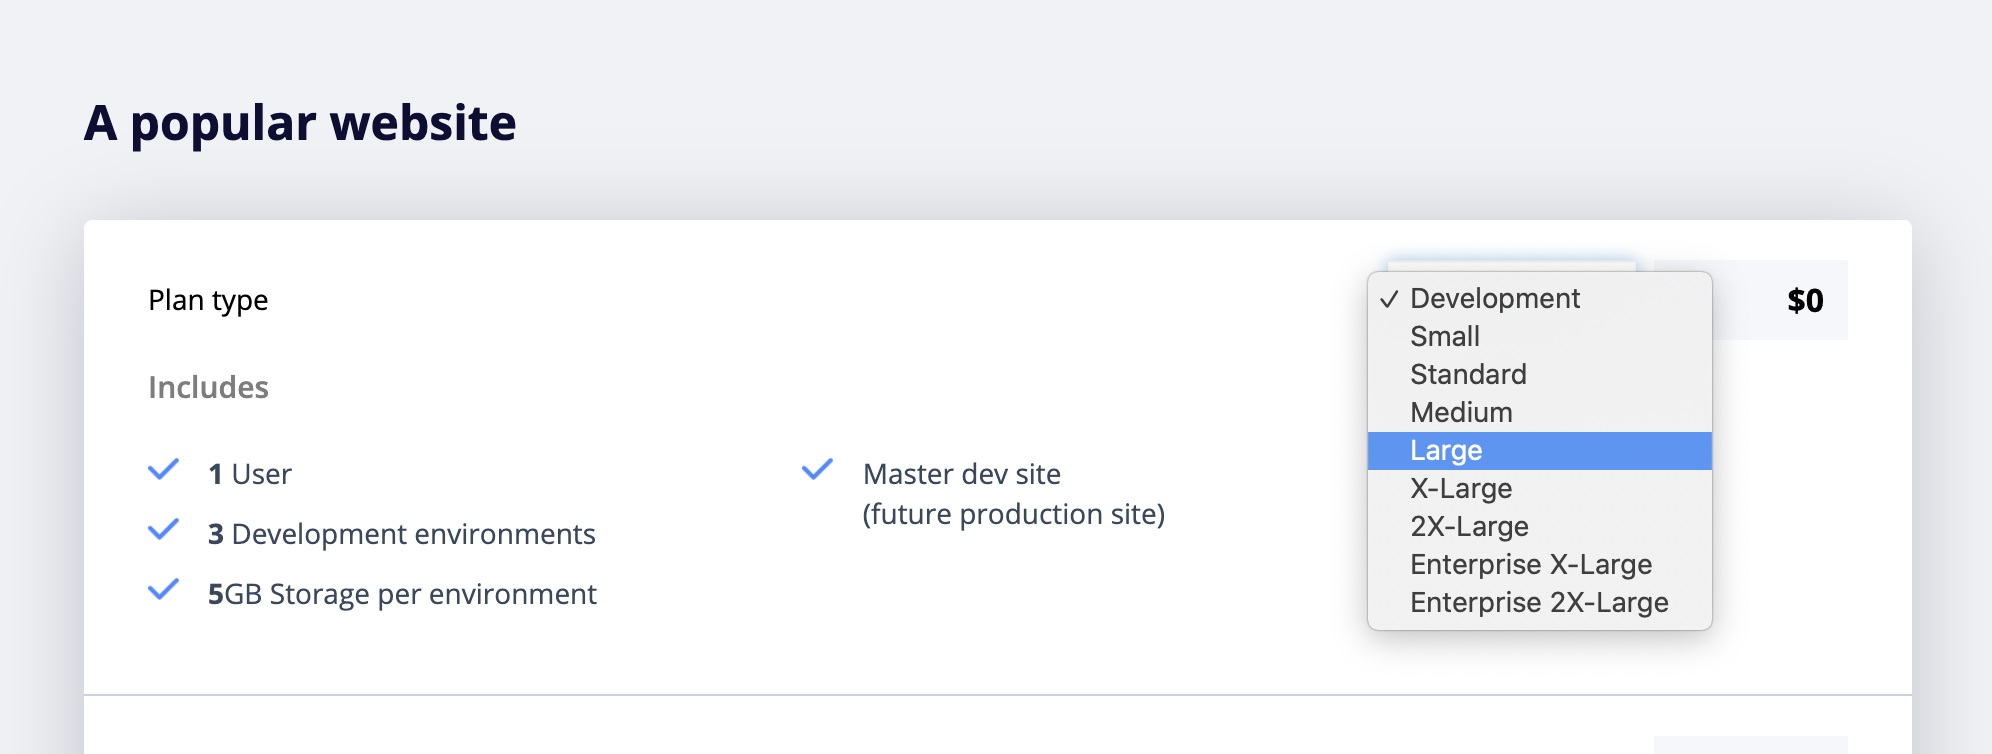 A popular website
Plan type
$0
Includes
1 User
3 Development environments
5GB Storage per environment
Master dev site
(future production site)
Development
Small
Standard
Medium
Large
X-Large
2X-Large
Enterprise X-Large
Enterprise 2X-Large